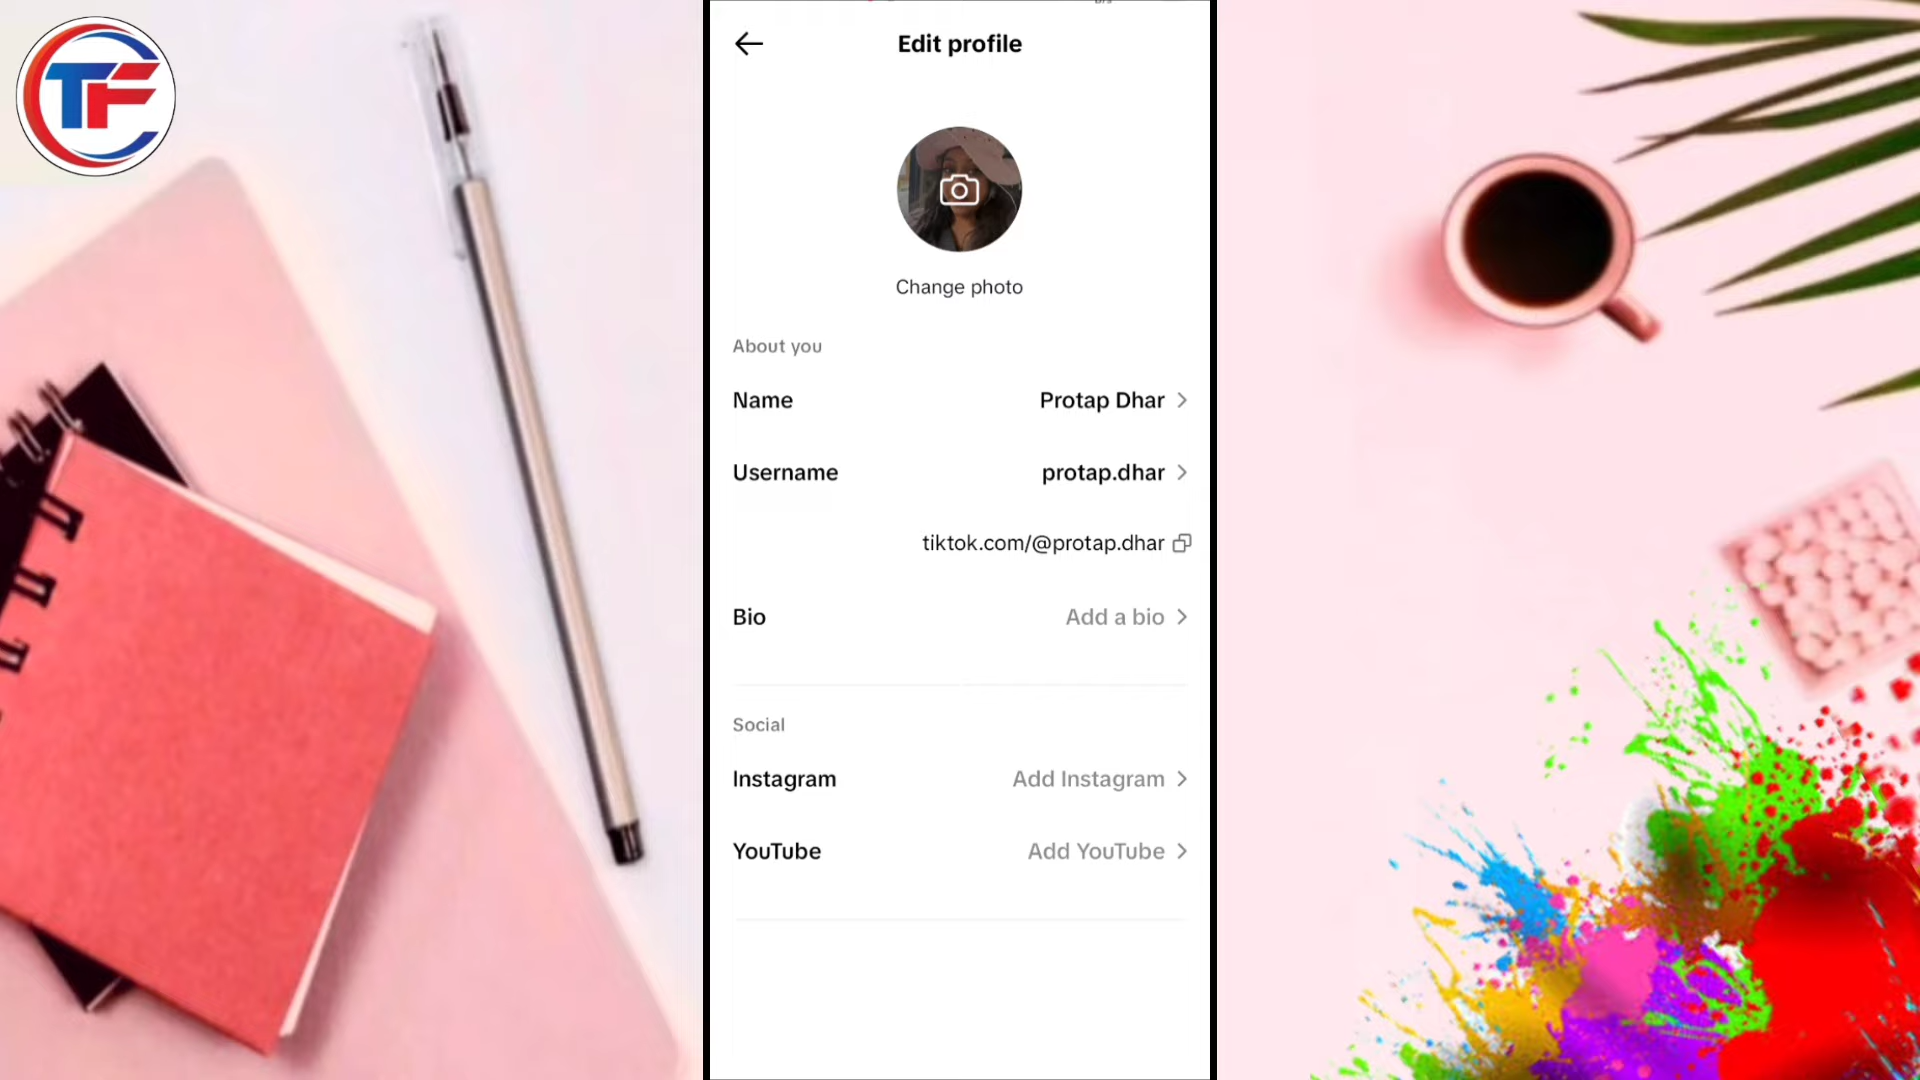 TF
Edit profile
Change photo
About you
Name Protap Dhar
Username protap.dhar
tiktok.com/@protap.dhar
Bio Add a bio
Social
Instagram Add Instagram
YouTube Add YouTube